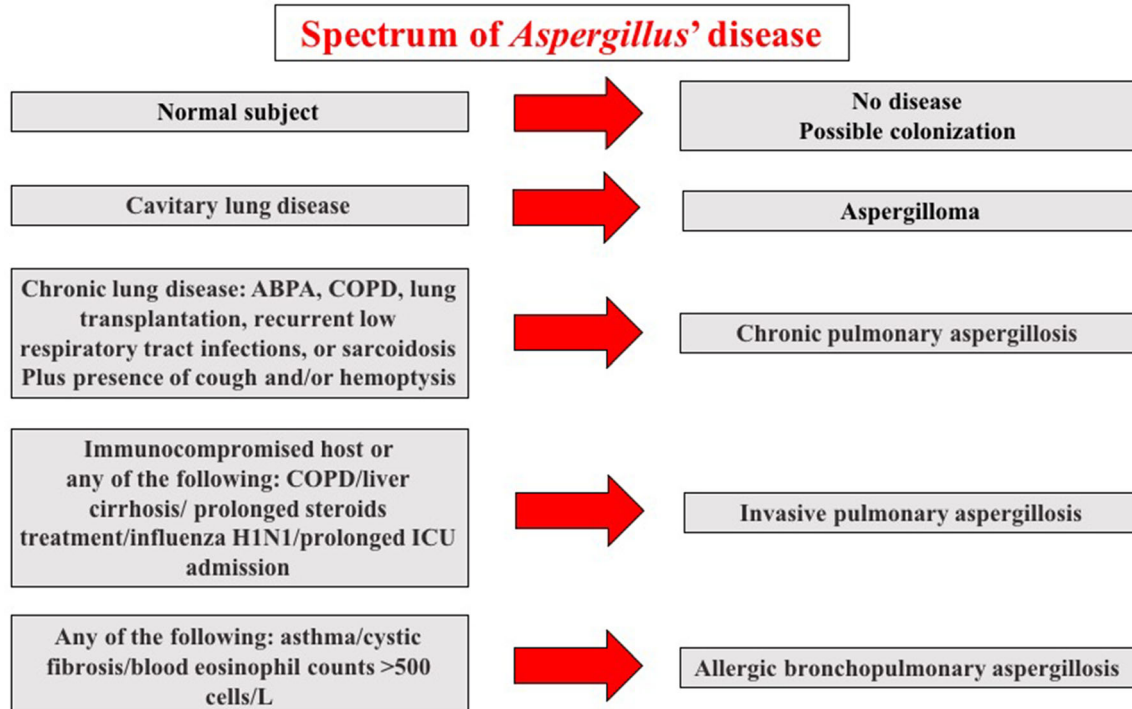 Spectrum of Aspergillus’ disease
Normal subject
No disease
Possible colonization
Cavitary lung disease
Aspergilloma
Chronic lung disease: ABPA, COPD, lung
transplantation, recurrent low
respiratory tract infections, or sarcoidosis
Plus presence of cough and/or hemoptysis
Chronic pulmonary aspergillosis
Immunocompromised host or
any of the following: COPD/liver
cirrhosis/ prolonged steroids
treatment/influenza H1N1/prolonged ICU
admission
Invasive pulmonary aspergillosis
Any of the following: asthma/cystic
fibrosis/blood eosinophil counts >500
cells/L
Allergic bronchopulmonary aspergillosis